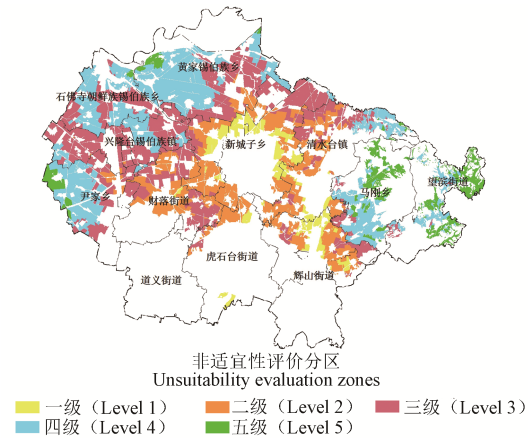 黄家锡伯族乡
石佛寺朝鲜族锡伯族乡
兴隆台锡伯族镇
新城子乡
清水台镇
尹家乡
财落街道
马刚乡
望滨街道
虎石台街道
道义街道
辉山街道
非适宜性评价分区
Unsuitability evaluation zones
一级（Level 1） 二级（Level 2） 三级（Level 3）
四级（Level 4） 五级（Level 5）